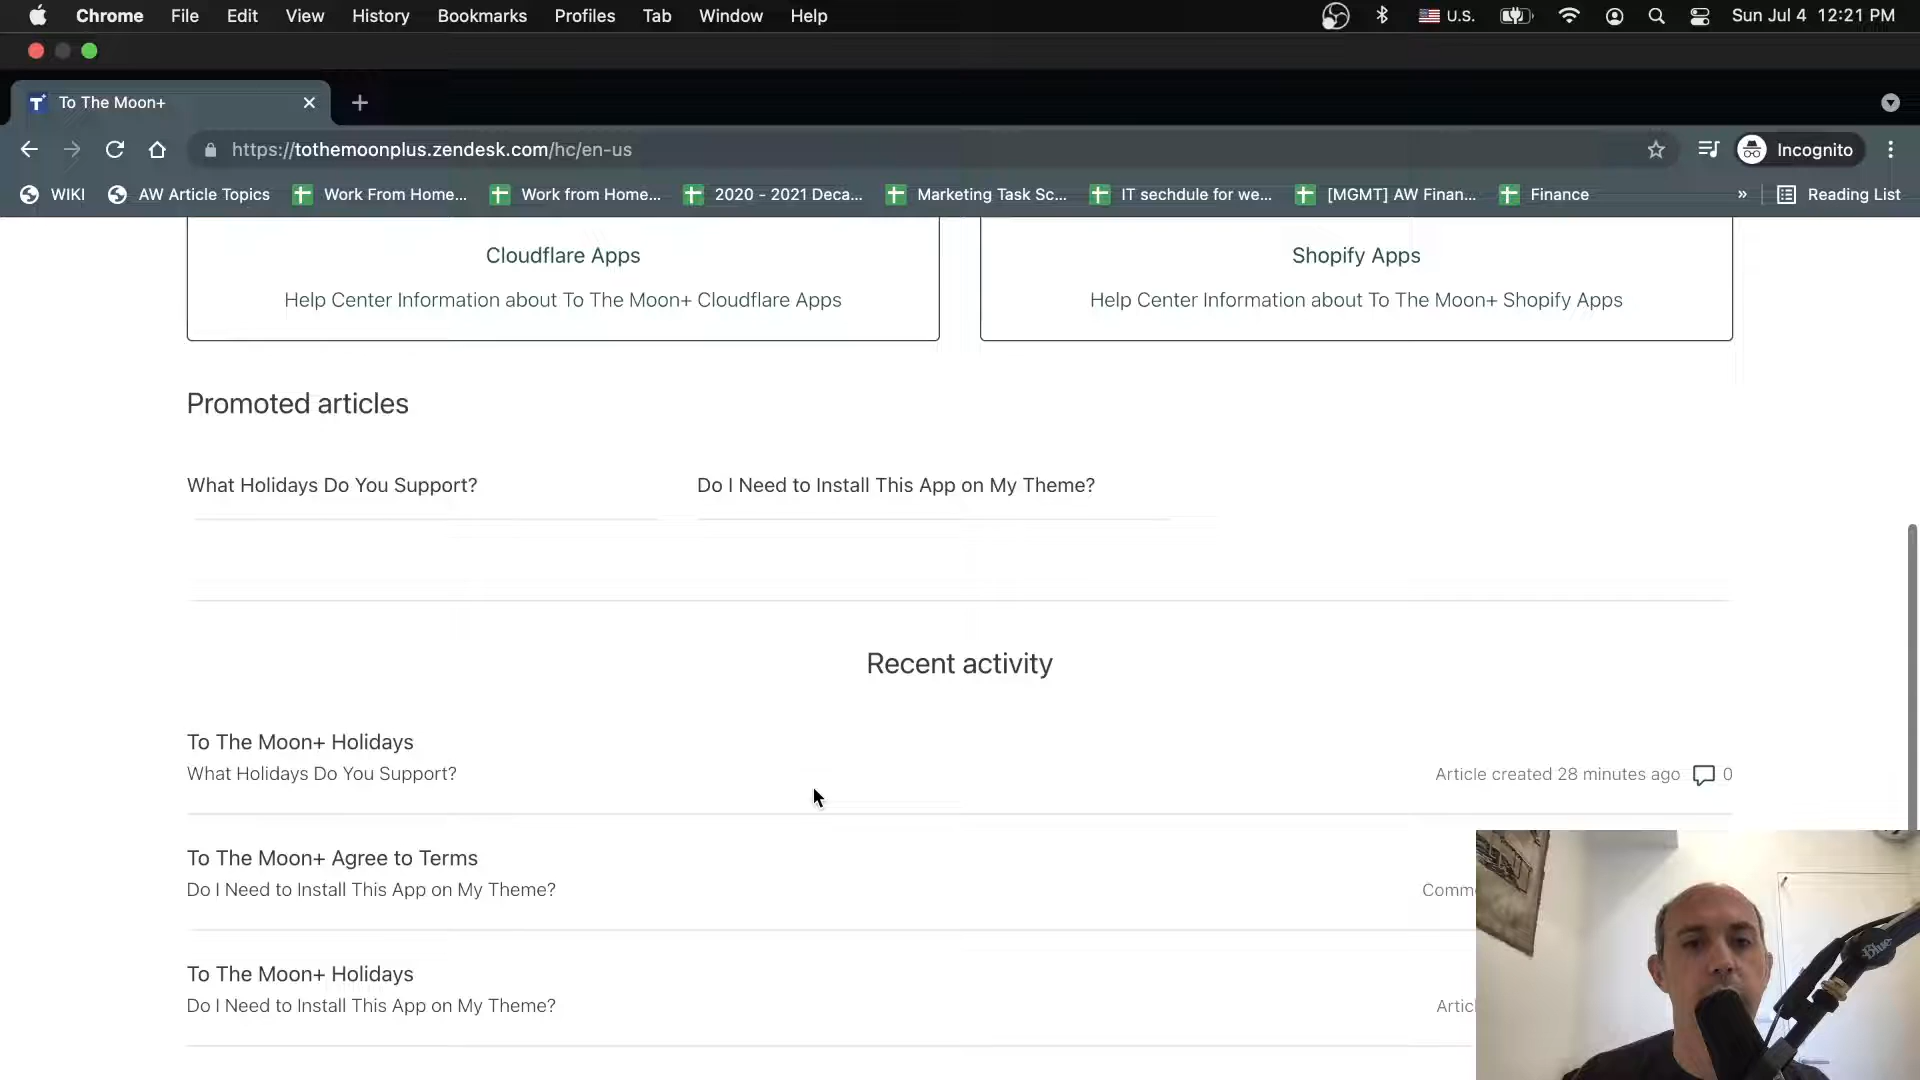 Chrome File Edit View History Bookmarks Profiles Tab Window Help U.S. Sun Jul 4 12:21 PM
To The Moon+
https://tothemoonplus.zendesk.com/hc/en-us Incognito
WIKI AW Article Topics Work From Home... Work from Home... 2020 - 2021 Deca... Marketing Task Sc... IT sechdule for we... [MGMT] AW Finan... Finance » Reading List
Cloudflare Apps Shopify Apps
Help Center Information about To The Moon+ Cloudflare Apps Help Center Information about To The Moon+ Shopify Apps
Promoted articles
What Holidays Do You Support? Do I Need to Install This App on My Theme?
Recent activity
To The Moon+ Holidays
What Holidays Do You Support? Article created 28 minutes ago 0
To The Moon+ Agree to Terms
Do I Need to Install This App on My Theme? Comm
To The Moon+ Holidays
Do I Need to Install This App on My Theme? Artic
Blue